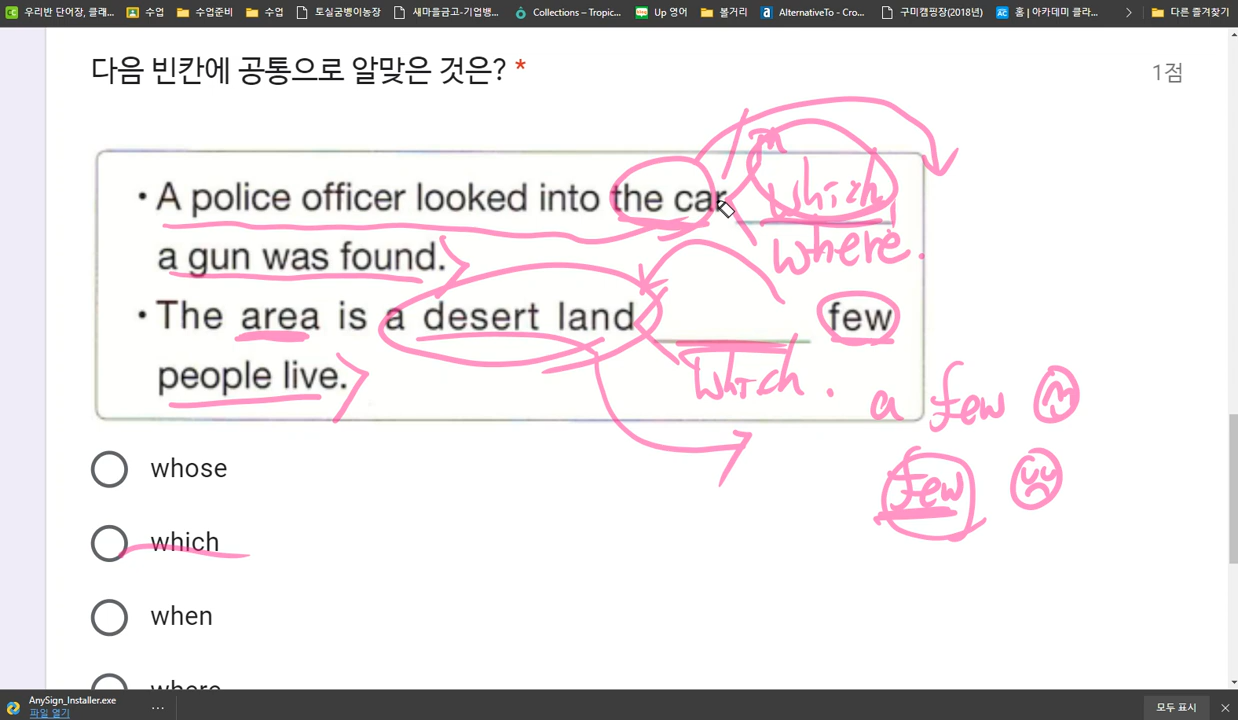 우리반 단어장, 클래... 수업 수업준비 수업 토실굼벵이농장 새마을금고-기업뱅... Collections – Tropic... Up 영어 볼거리 AlternativeTo - Cro... 구미캠핑장(2018년) 홈 | 아카데미 클라... 다른 즐겨찾기
다음 빈칸에 공통으로 알맞은 것은? *
1점
in
• A police officer looked into the car which
where.
a gun was found.
• The area is a desert land ________ few
which.
people live.
a few
few
whose
which
when
where
AnySign_Installer.exe
파일 열기
모두 표시